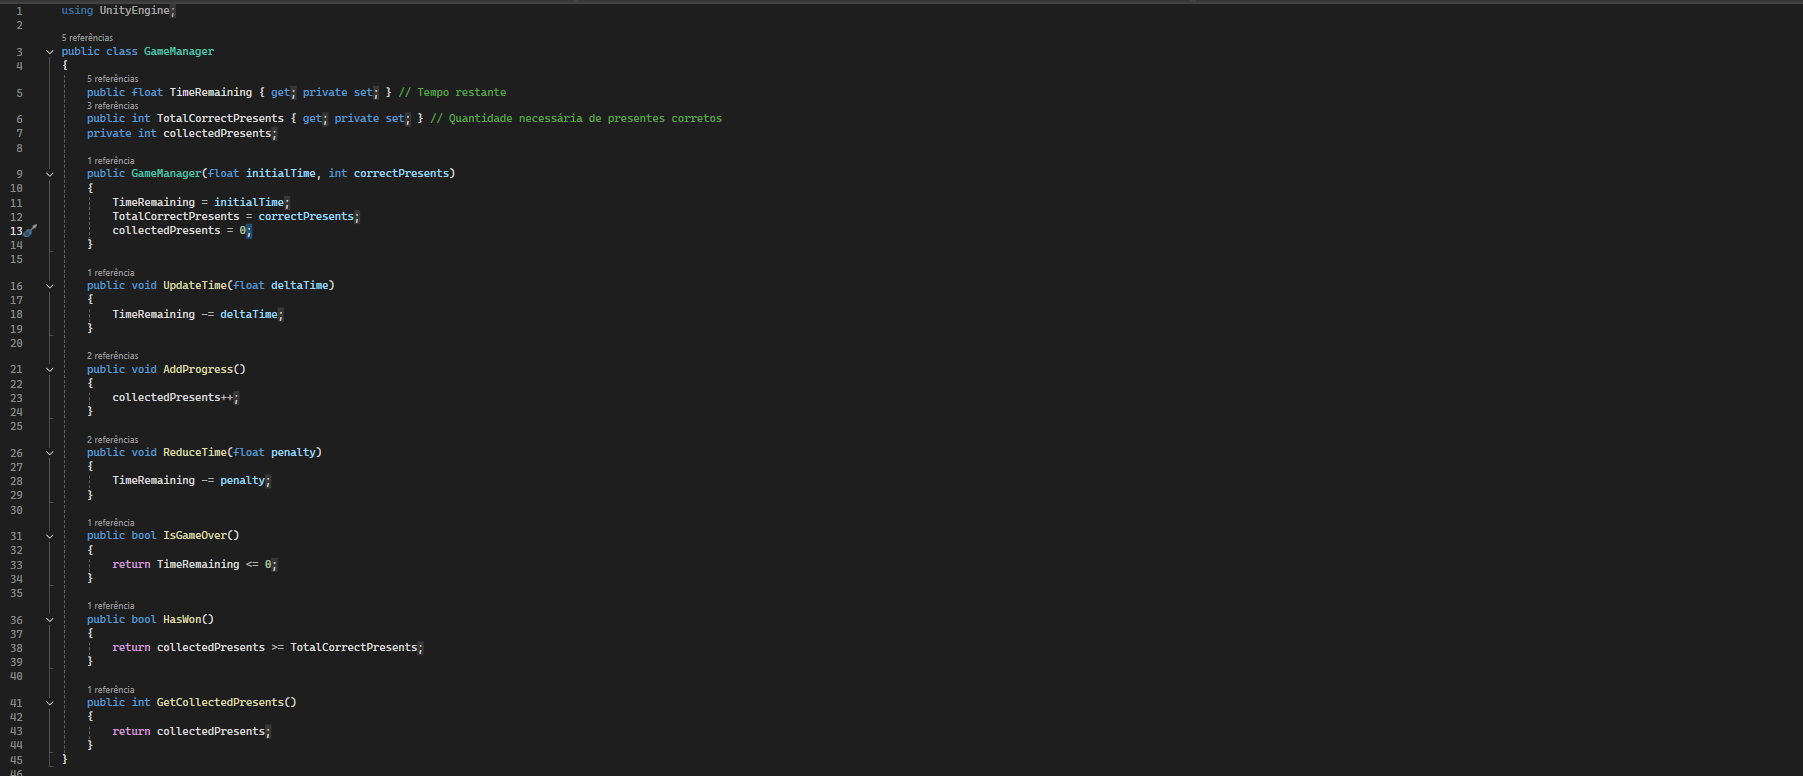 1 using UnityEngine;
2
5 referências
3 public class GameManager
4 {
5 referências
5 public float TimeRemaining { get; private set; } // Tempo restante
3 referências
6 public int TotalCorrectPresents { get; private set; } // Quantidade necessária de presentes corretos
7 private int collectedPresents;
8
1 referência
9 public GameManager(float initialTime, int correctPresents)
10 {
11 TimeRemaining = initialTime;
12 TotalCorrectPresents = correctPresents;
13 collectedPresents = 0;
14 }
15
1 referência
16 public void UpdateTime(float deltaTime)
17 {
18 TimeRemaining -= deltaTime;
19 }
20
2 referências
21 public void AddProgress()
22 {
23 collectedPresents++;
24 }
25
2 referências
26 public void ReduceTime(float penalty)
27 {
28 TimeRemaining -= penalty;
29 }
30
1 referência
31 public bool IsGameOver()
32 {
33 return TimeRemaining <= 0;
34 }
35
1 referência
36 public bool HasWon()
37 {
38 return collectedPresents >= TotalCorrectPresents;
39 }
40
1 referência
41 public int GetCollectedPresents()
42 {
43 return collectedPresents;
44 }
45 }
46